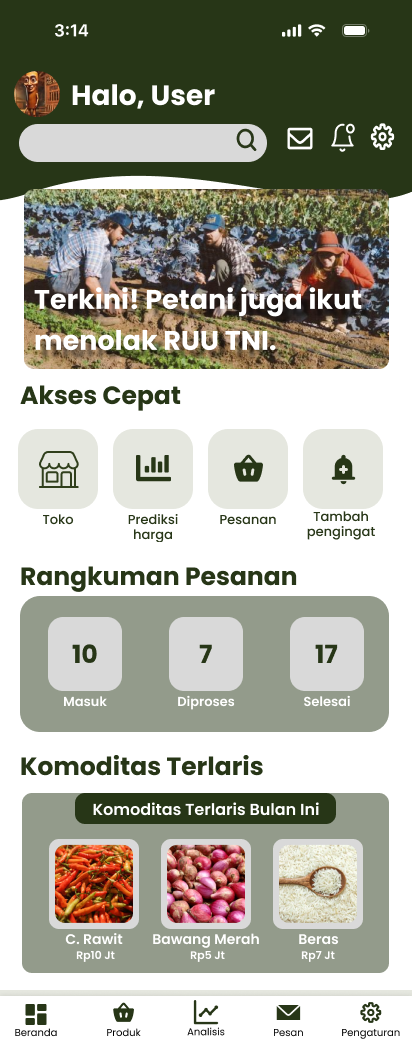 3:14
Halo, User
Terkini! Petani juga ikut
menolak RUU TNI.
Akses Cepat
Toko
Prediksi
harga
Pesanan
Tambah
pengingat
Rangkuman Pesanan
10
7
17
Masuk
Diproses
Selesai
Komoditas Terlaris
Komoditas Terlaris Bulan Ini
C. Rawit
Bawang Merah
Beras
Rp10 Jt
Rp5 Jt
Rp7 Jt
Beranda
Produk
Analisis
Pesan
Pengaturan